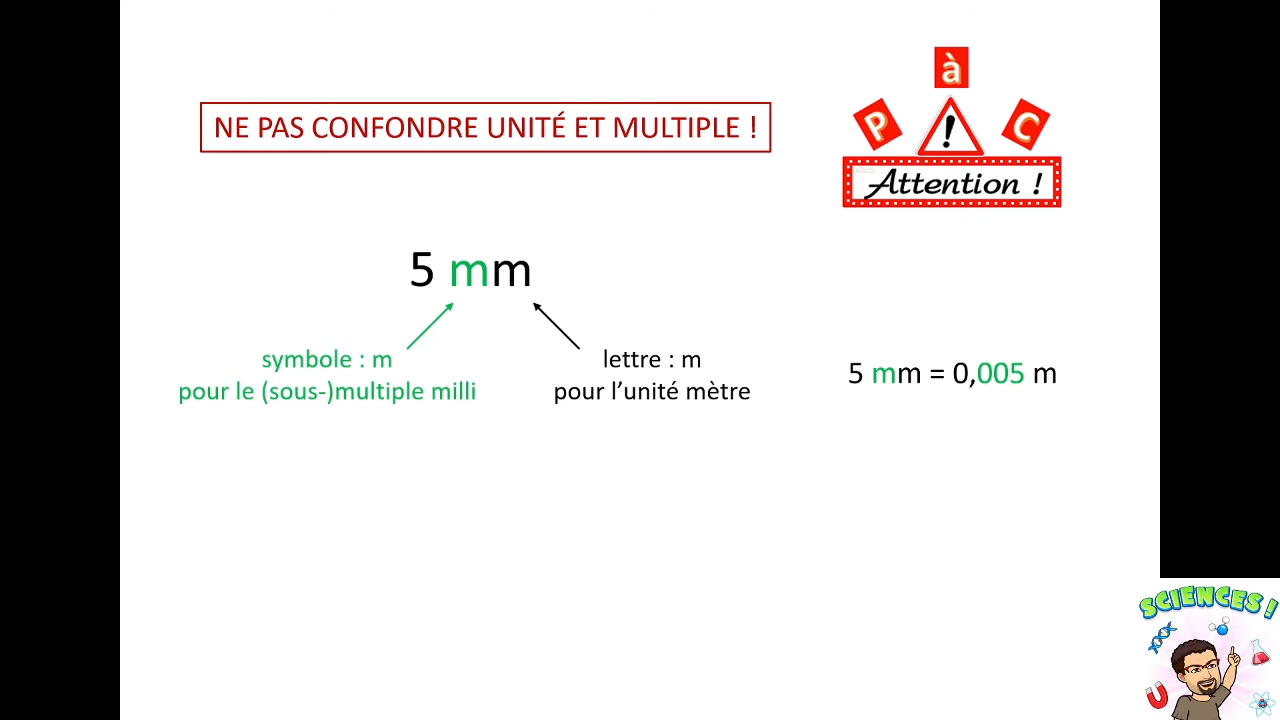 à
P ! C
NE PAS CONFONDRE UNITÉ ET MULTIPLE !
Attention !
5 mm
symbole : m
pour le (sous-)multiple milli
lettre : m
pour l’unité mètre
5 mm = 0,005 m
SCIENCES !